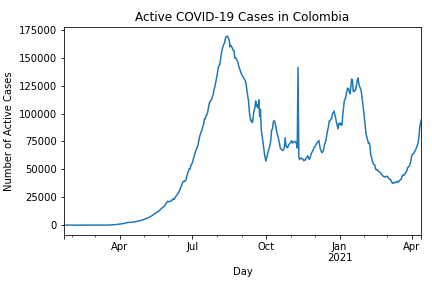 Active COVID-19 Cases in Colombia
175000
150000
125000
100000
75000
50000
25000
0
Number of Active Cases
Apr
Jul
Oct
Jan
2021
Apr
Day